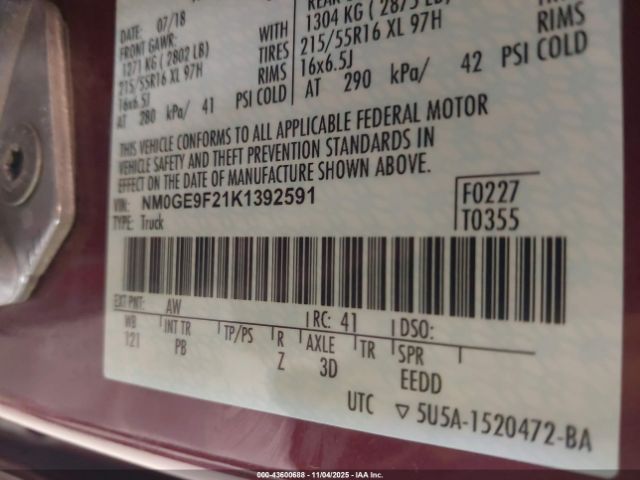 DATE: 07/18
FRONT GAWR:
1271 KG ( 2802 LB)
215/55R16 XL 97H TIRES
16x6.5J RIMS
AT 280 kPa/ 41 PSI COLD
REAR
1304 KG ( 2875 LB)
215/55R16 XL 97H
16x6.5J RIMS
AT 290 kPa/ 42 PSI COLD
THIS VEHICLE CONFORMS TO ALL APPLICABLE FEDERAL MOTOR
VEHICLE SAFETY AND THEFT PREVENTION STANDARDS IN
EFFECT ON THE DATE OF MANUFACTURE SHOWN ABOVE.
VIN: NM0GE9F21K1392591
TYPE: Truck
F0227
T0355
EXT PNT: AW RC: 41 DSO:
WB INT TR TP/PS R AXLE TR SPR
121 PB Z 3D EEDD
UTC ▽ 5U5A-1520472-BA
000-43600688 - 11/04/2025 - IAA Inc.